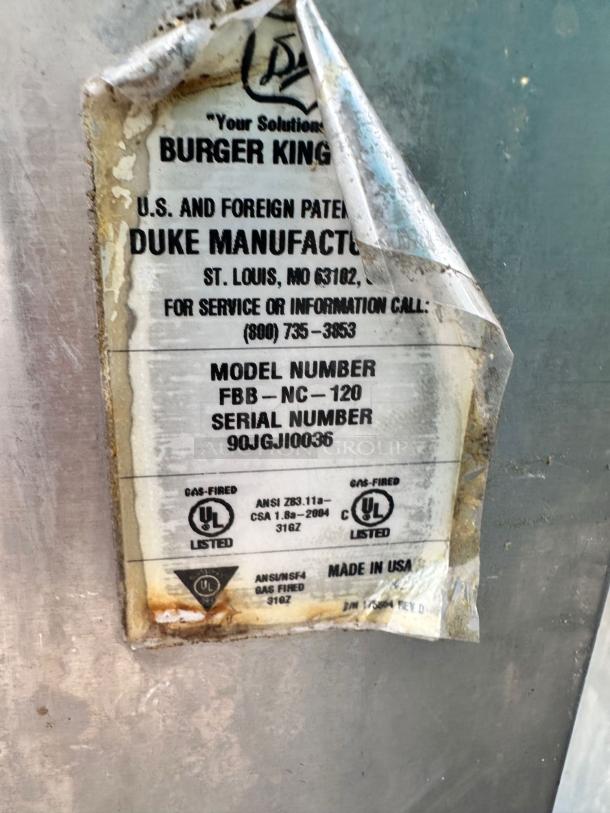 "Your Solutions
BURGER KING
U.S. AND FOREIGN PATEN
DUKE MANUFACTU
ST. LOUIS, MO 63102,
FOR SERVICE OR INFORMATION CALL:
(800) 735-3853
MODEL NUMBER
FBB-NC-120
SERIAL NUMBER
90JGJI0036
GAS-FIRED
UL
LISTED
ANSI Z83.11a-
CSA 1.8a-2004
31GZ
GAS-FIRED
C UL
LISTED
UL
ANSI/NSF4
GAS FIRED
31GZ
MADE IN USA
REV D